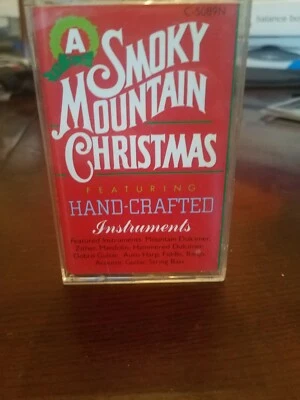 C-5089N
A SMOKY
MOUNTAIN
CHRISTMAS
FEATURING
HAND-CRAFTED
Instruments
Featured Instruments: Mountain Dulcimer,
Zither, Mandolin, Hammered Dulcimer,
Dobro Guitar, Auto-Harp, Fiddle, Banjo,
Guitar, String Bass
balance